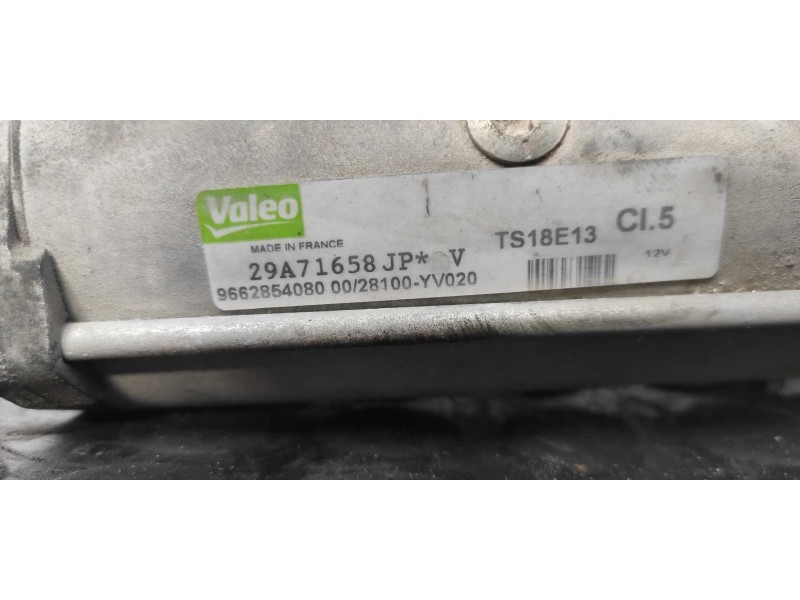 Valeo
MADE IN FRANCE
TS18E13 Cl.5
29A71658 JP* V
12V
9662854080 00/28100-YV020